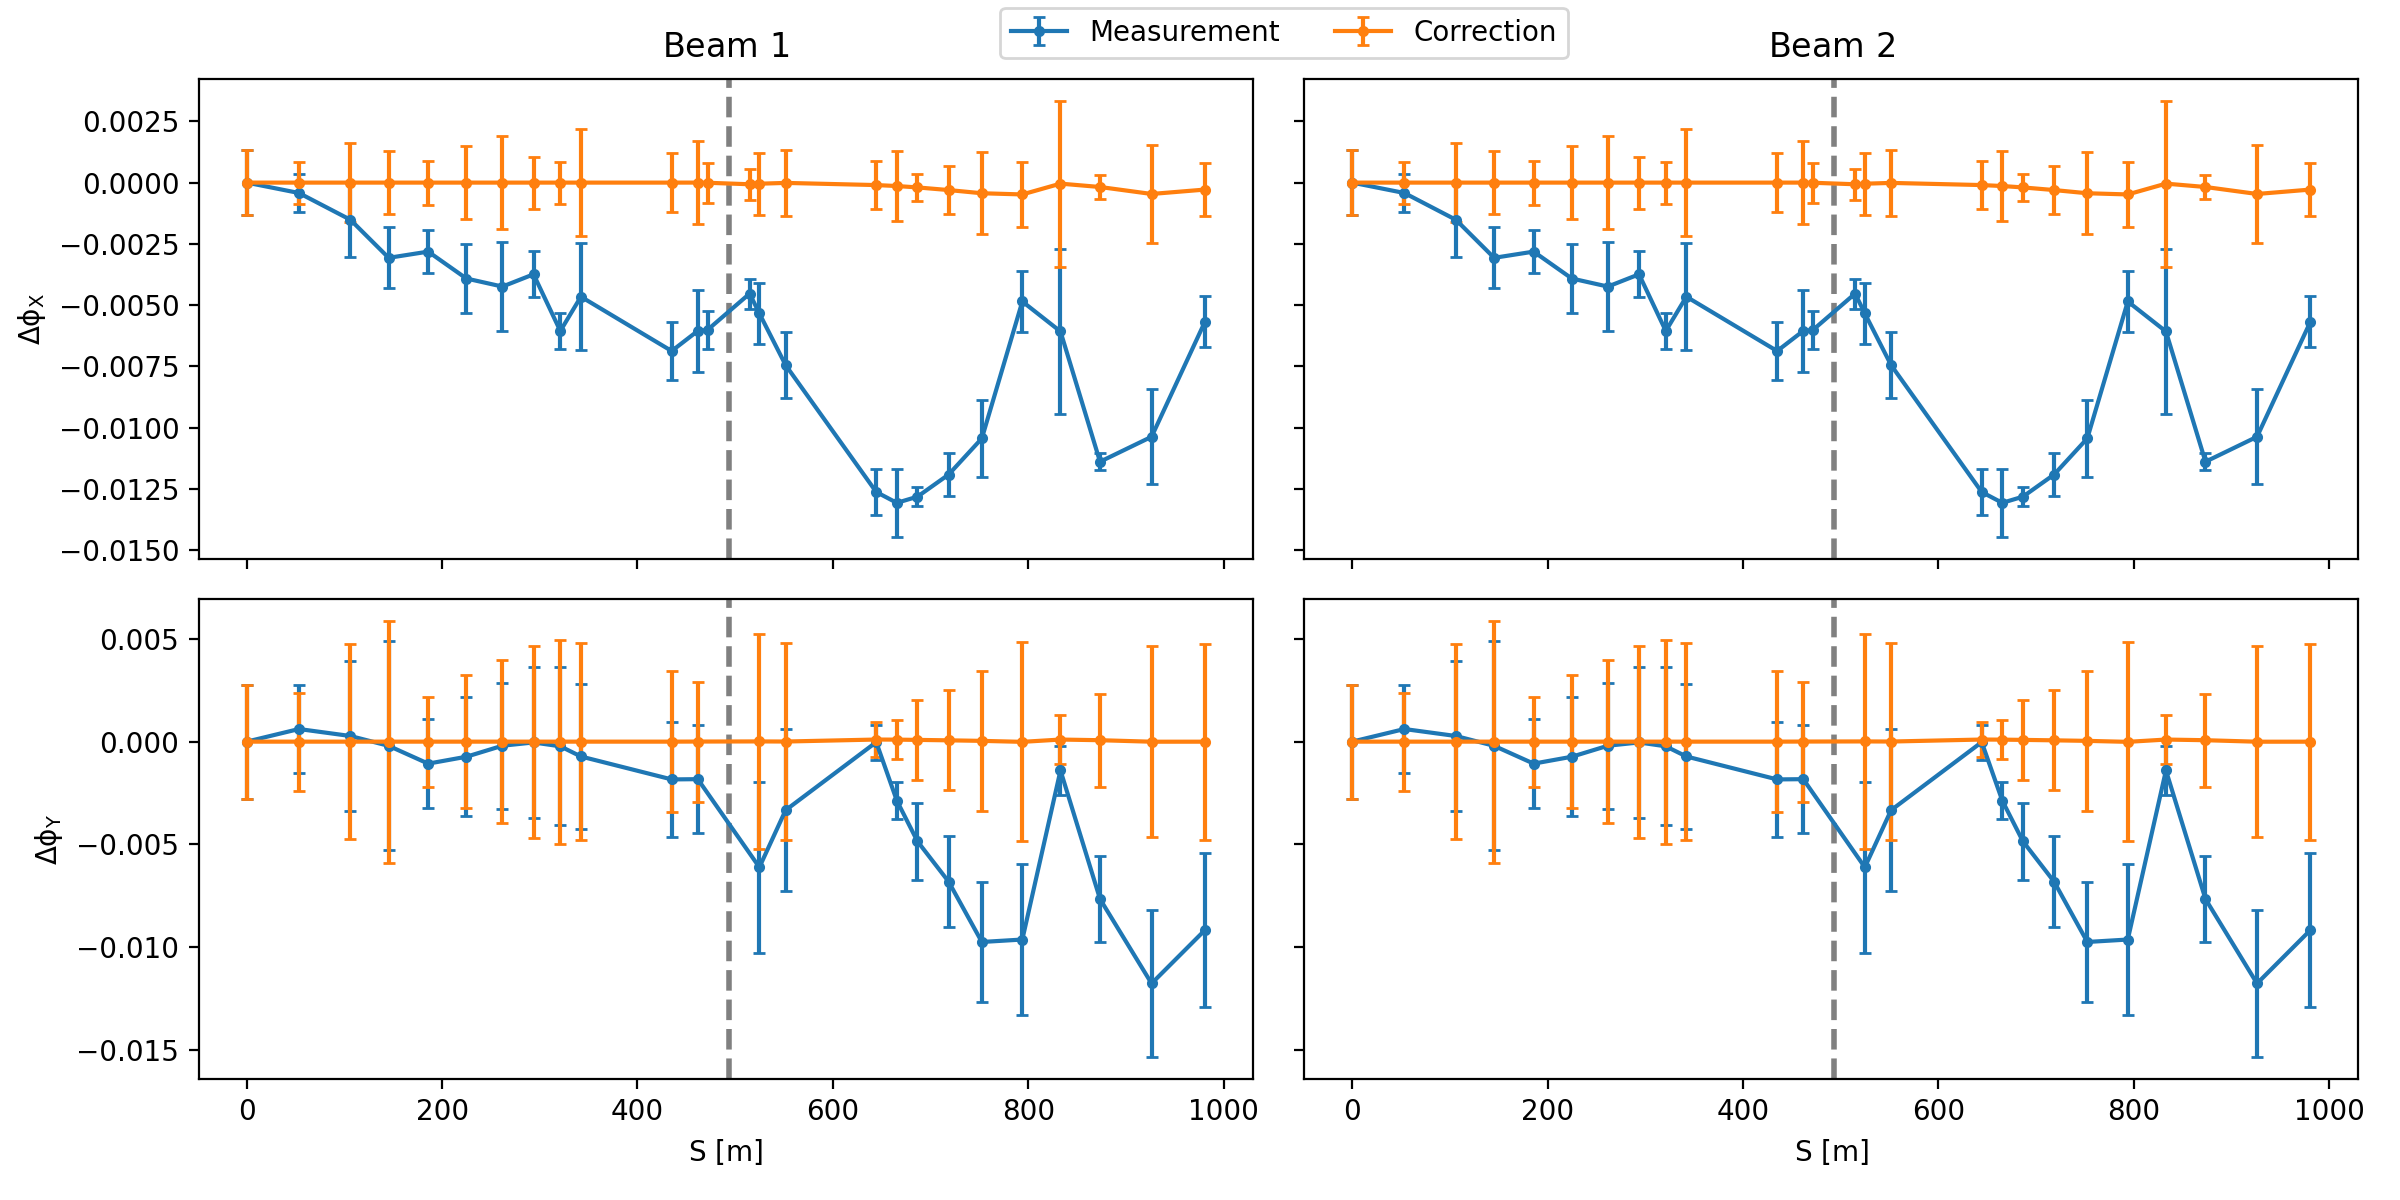 Measurement Correction
Beam 1 Beam 2
0.0025
0.0000
−0.0025
−0.0050
−0.0075
−0.0100
−0.0125
−0.0150
ΔϕX
0.005
0.000
−0.005
−0.010
−0.015
ΔϕY
0 200 400 600 800 1000
S [m]
0 200 400 600 800 1000
S [m]